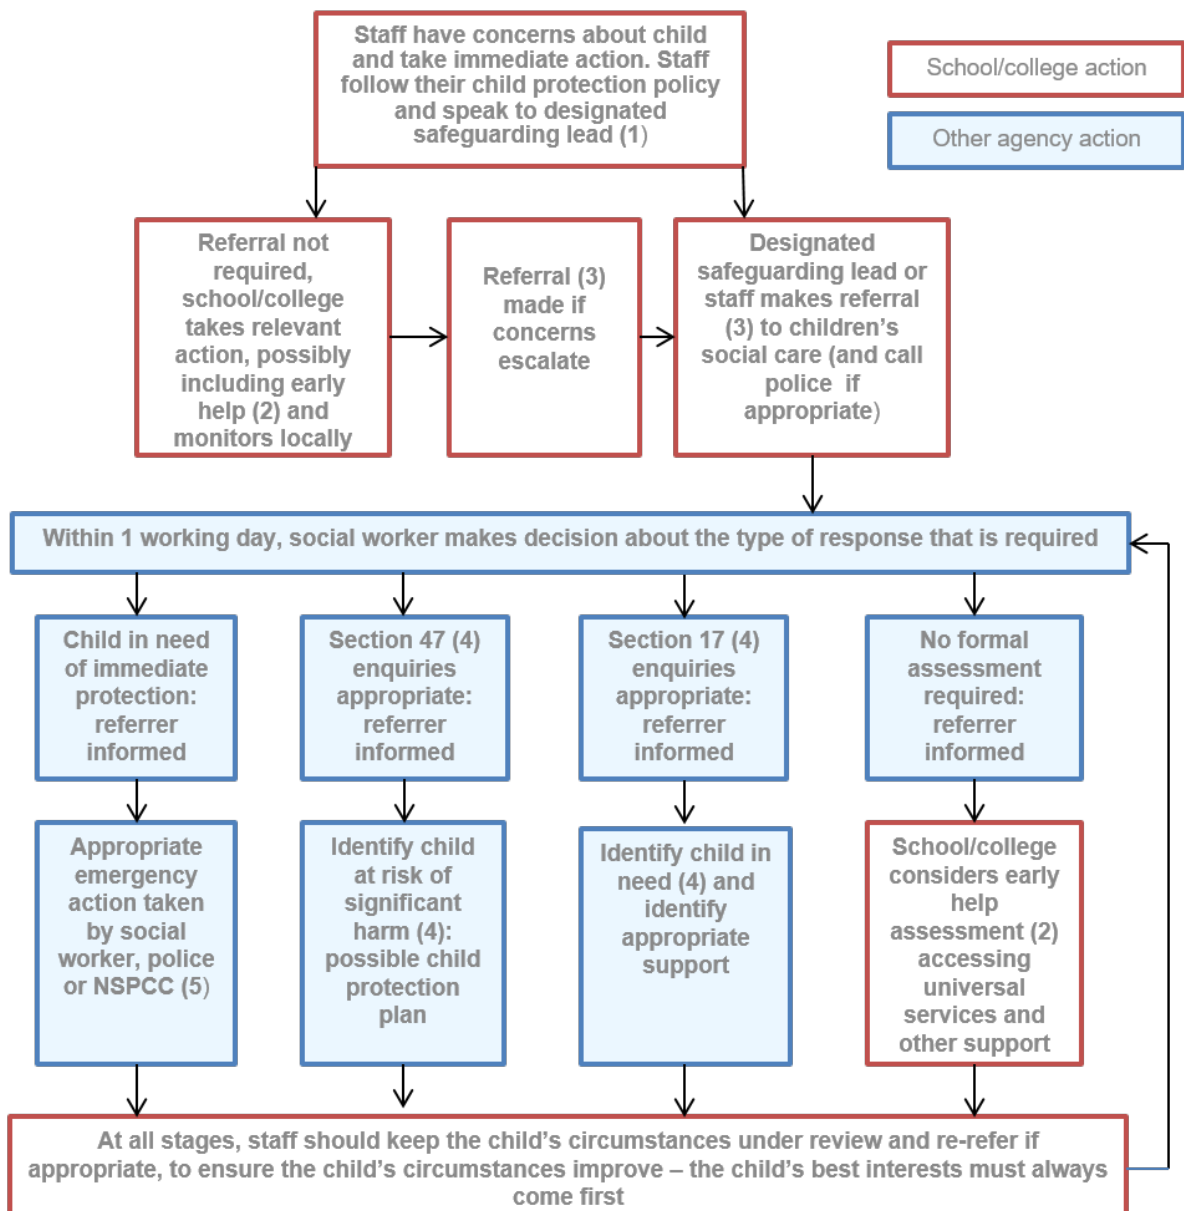 Staff have concerns about child
and take immediate action. Staff
follow their child protection policy
and speak to designated
safeguarding lead (1)
School/college action
Other agency action
Referral not
required,
school/college
takes relevant
action, possibly
including early
help (2) and
monitors locally
Referral (3)
made if
concerns
escalate
Designated
safeguarding lead or
staff makes referral
(3) to children’s
social care (and call
police if
appropriate)
Within 1 working day, social worker makes decision about the type of response that is required
Child in need
of immediate
protection:
referrer
informed
Section 47 (4)
enquiries
appropriate:
referrer
informed
Section 17 (4)
enquiries
appropriate:
referrer
informed
No formal
assessment
required:
referrer
informed
Appropriate
emergency
action taken
by social
worker, police
or NSPCC (5)
Identify child
at risk of
significant
harm (4):
possible child
protection
plan
Identify child in
need (4) and
identify
appropriate
support
School/college
considers early
help
assessment (2)
accessing
universal
services and
other support
At all stages, staff should keep the child’s circumstances under review and re-refer if
appropriate, to ensure the child’s circumstances improve – the child’s best interests must always
come first